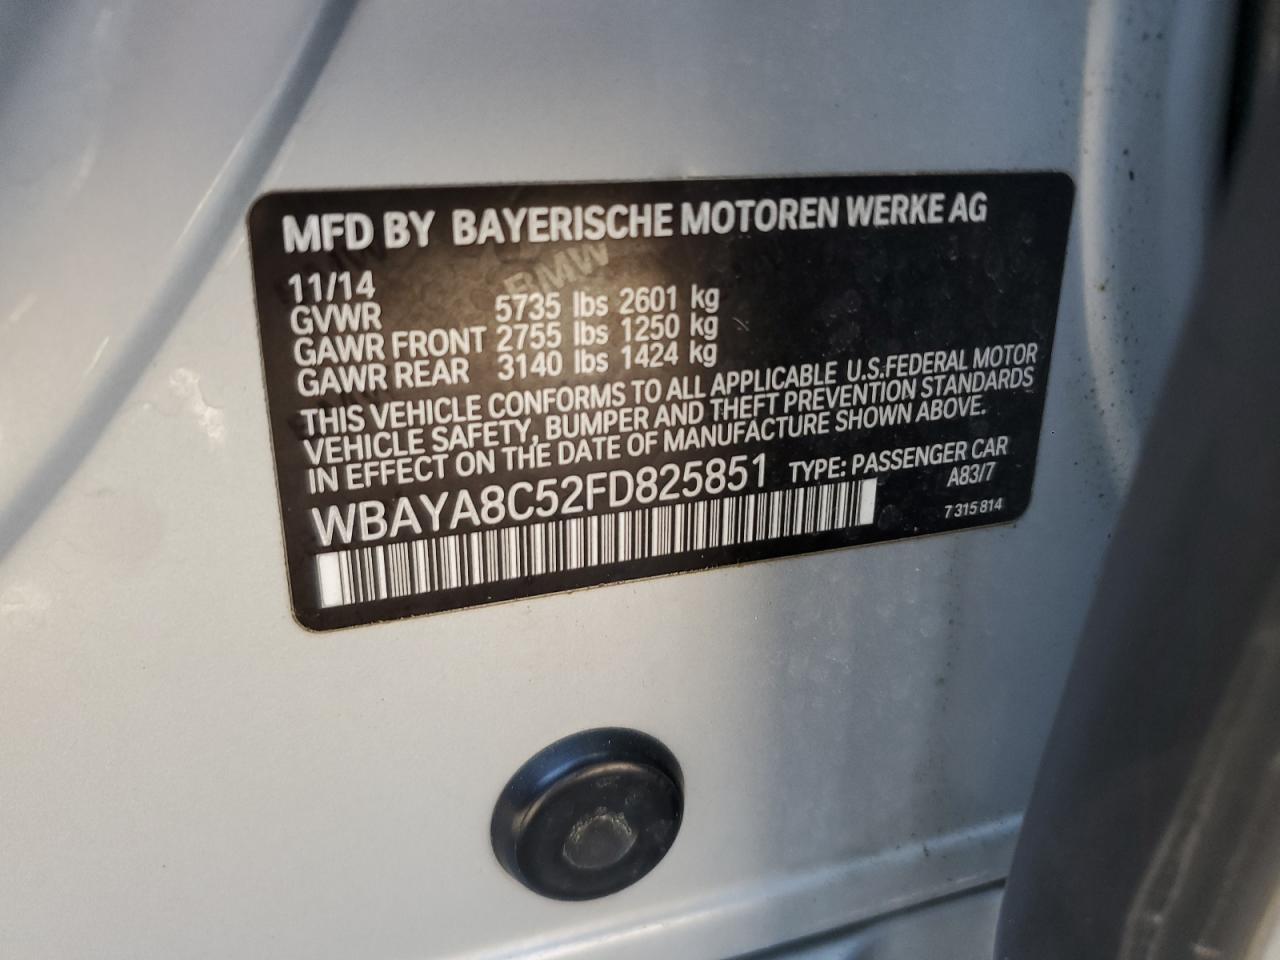 MFD BY BAYERISCHE MOTOREN WERKE AG
BMW
11/14
GVWR 5735 lbs 2601 kg
GAWR FRONT 2755 lbs 1250 kg
GAWR REAR 3140 lbs 1424 kg
THIS VEHICLE CONFORMS TO ALL APPLICABLE U.S.FEDERAL MOTOR
VEHICLE SAFETY, BUMPER AND THEFT PREVENTION STANDARDS
IN EFFECT ON THE DATE OF MANUFACTURE SHOWN ABOVE.
WBAYA8C52FD825851 TYPE: PASSENGER CAR
A83/7
7 315 814